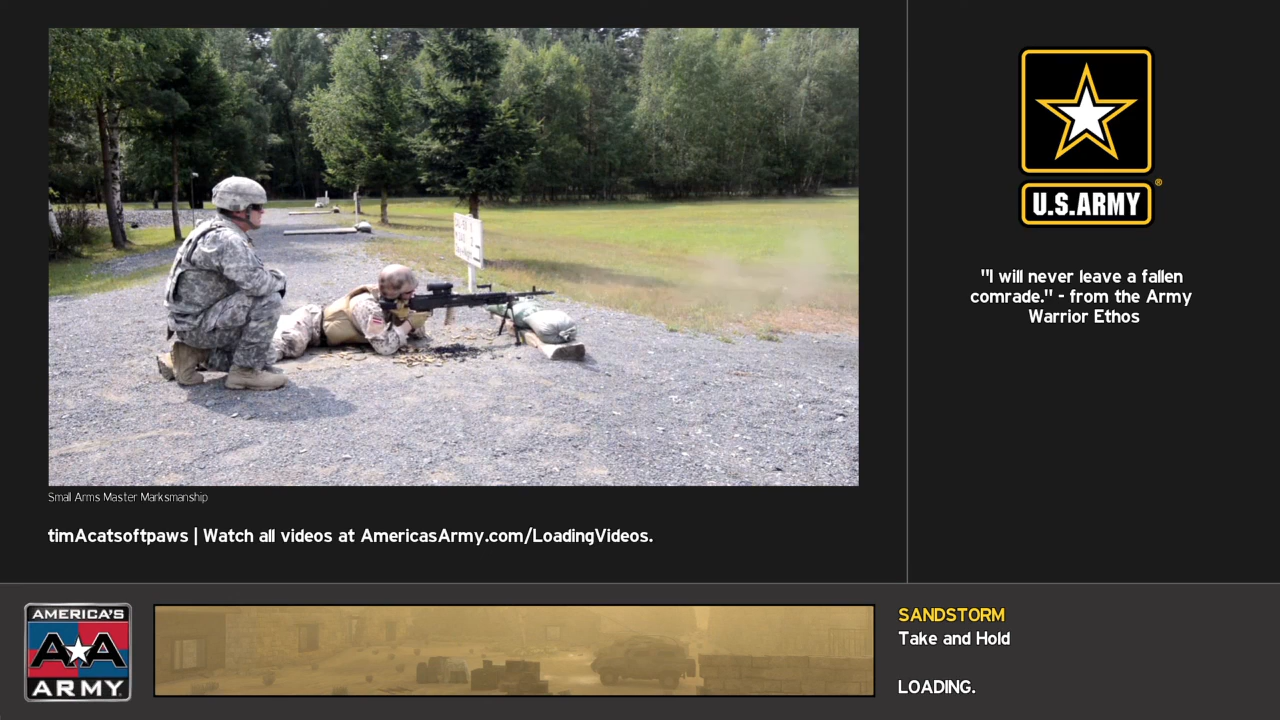 U.S.ARMY
®
"I will never leave a fallen
comrade." - from the Army
Warrior Ethos
Small Arms Master Marksmanship
timAcatsoftpaws | Watch all videos at AmericasArmy.com/LoadingVideos.
AMERICA'S
AA
ARMY
SANDSTORM
Take and Hold
LOADING.